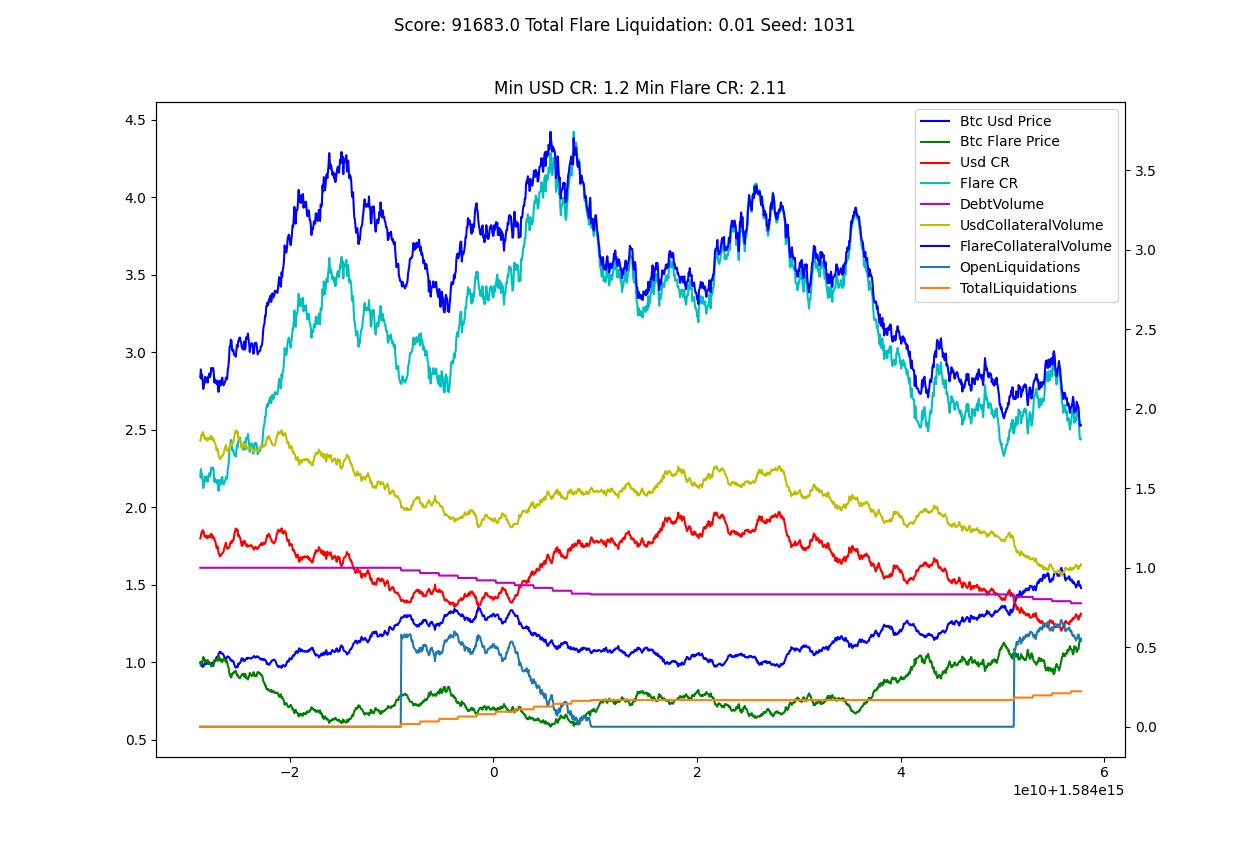 Score: 91683.0 Total Flare Liquidation: 0.01 Seed: 1031
Min USD CR: 1.2 Min Flare CR: 2.11
Btc Usd Price
Btc Flare Price
Usd CR
Flare CR
DebtVolume
UsdCollateralVolume
FlareCollateralVolume
OpenLiquidations
TotalLiquidations
4.5
4.0
3.5
3.0
2.5
2.0
1.5
1.0
0.5
3.5
3.0
2.5
2.0
1.5
1.0
0.5
0.0
−2 0 2 4 6
1e10+1.584e15